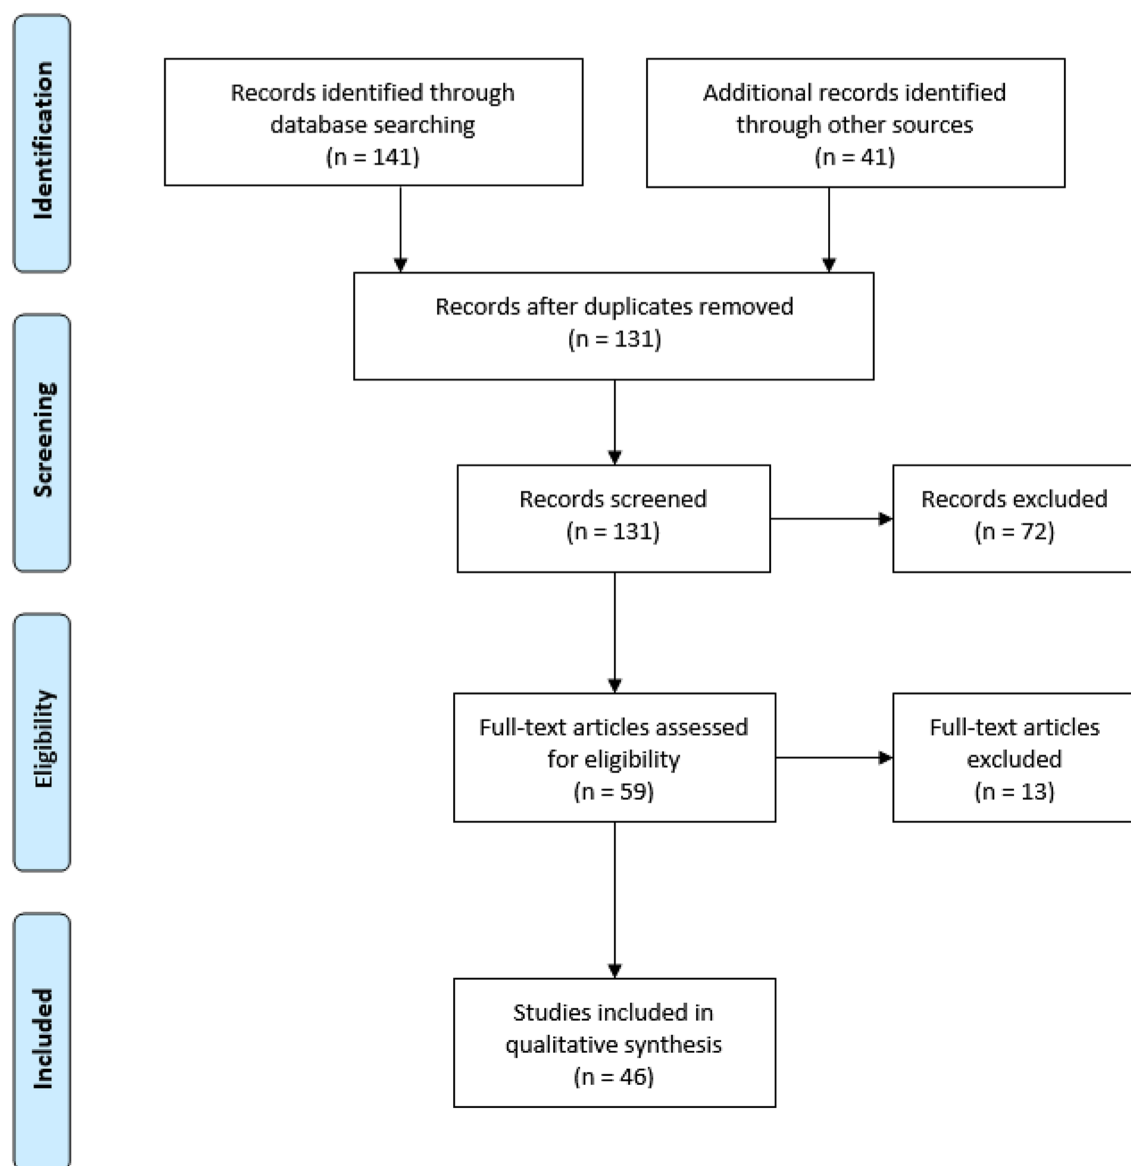 Identification
Records identified through
database searching
(n = 141)
Additional records identified
through other sources
(n = 41)
Records after duplicates removed
(n = 131)
Screening
Records screened
(n = 131)
Records excluded
(n = 72)
Eligibility
Full-text articles assessed
for eligibility
(n = 59)
Full-text articles
excluded
(n = 13)
Included
Studies included in
qualitative synthesis
(n = 46)